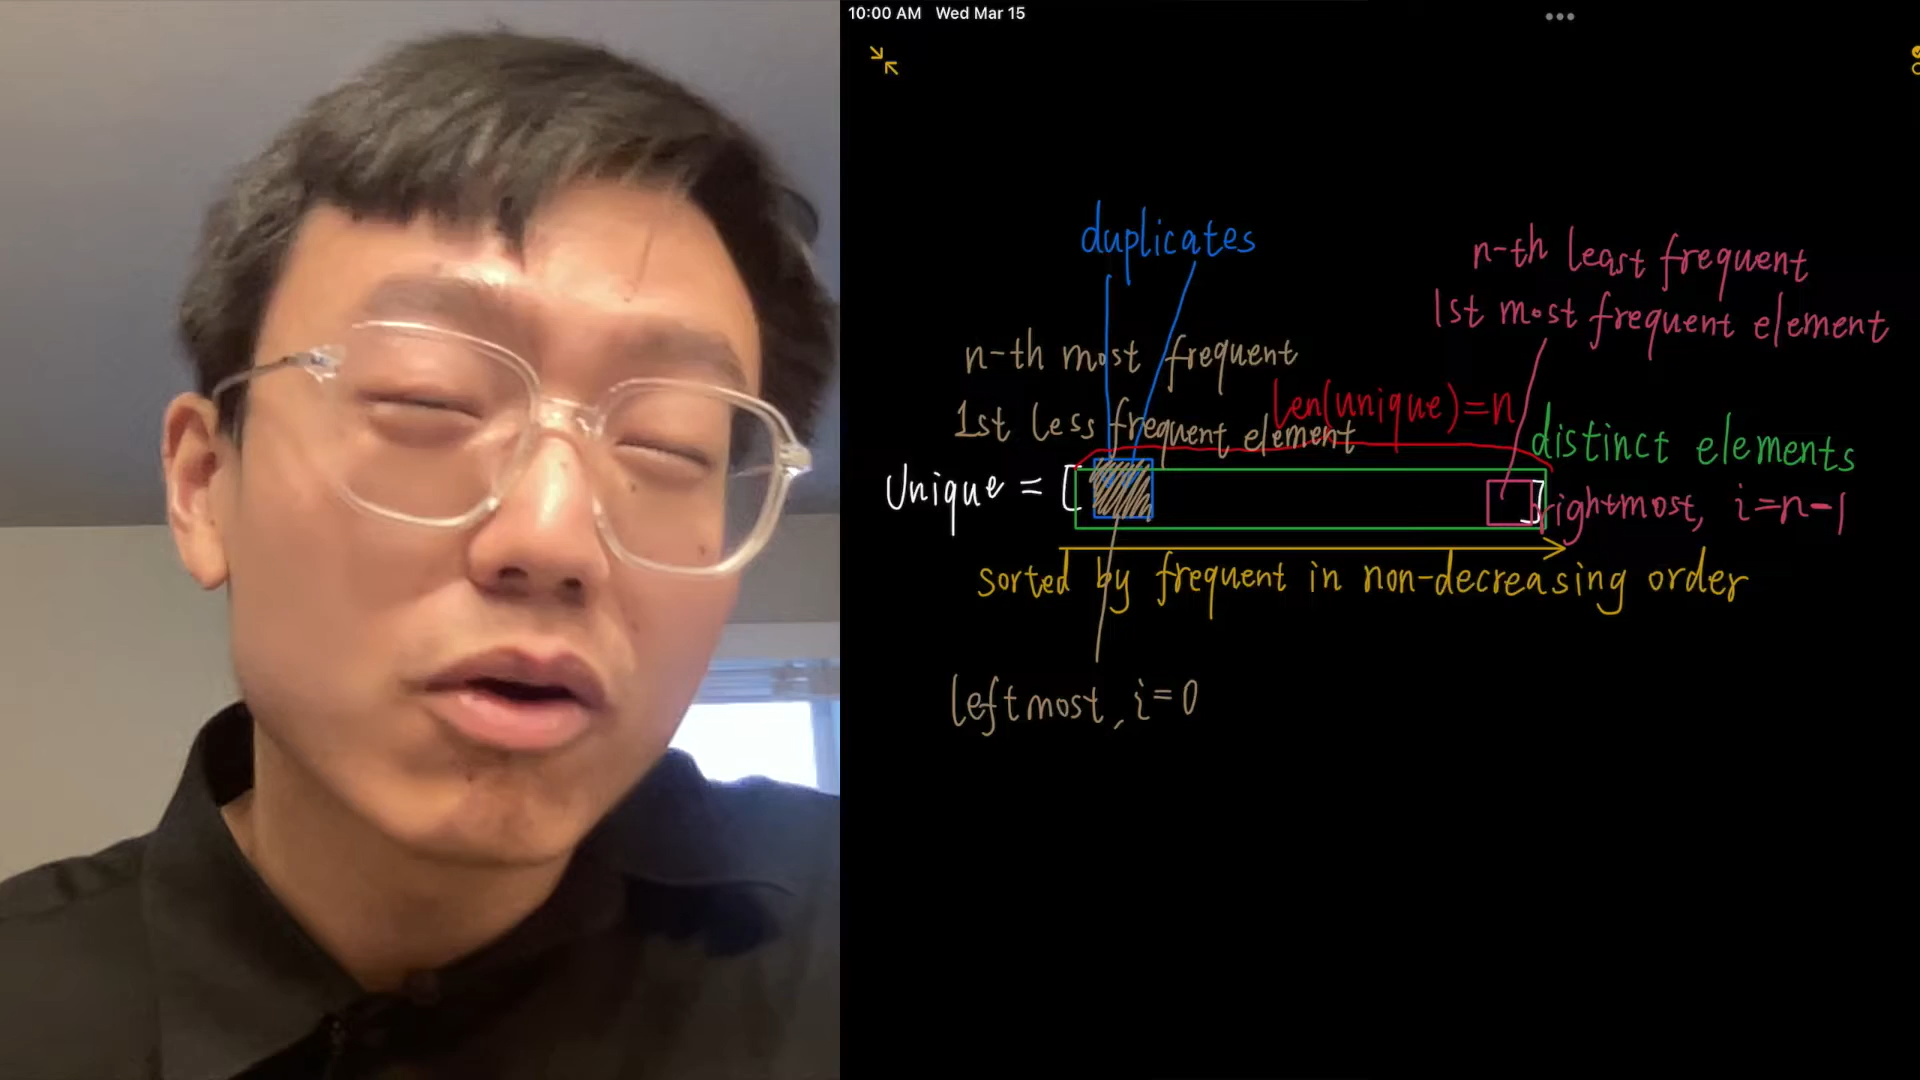 10:00 AM Wed Mar 15
duplicates
n-th least frequent
1st most frequent element
n-th most frequent
1st less frequent element
len(unique)=n
distinct elements
Unique = [ ]
rightmost, i=n-1
sorted by frequent in non-decreasing order
leftmost, i=0